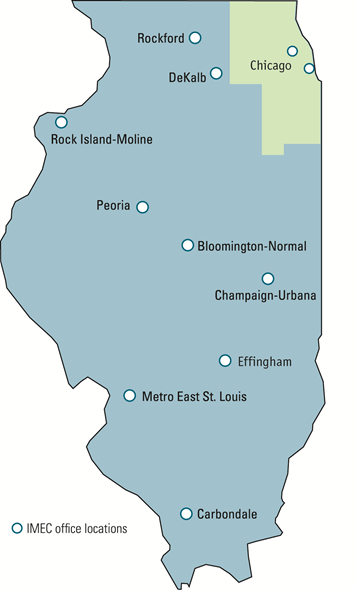 Rockford
Chicago
DeKalb
Rock Island-Moline
Peoria
Bloomington-Normal
Champaign-Urbana
Effingham
Metro East St. Louis
Carbondale
IMEC office locations